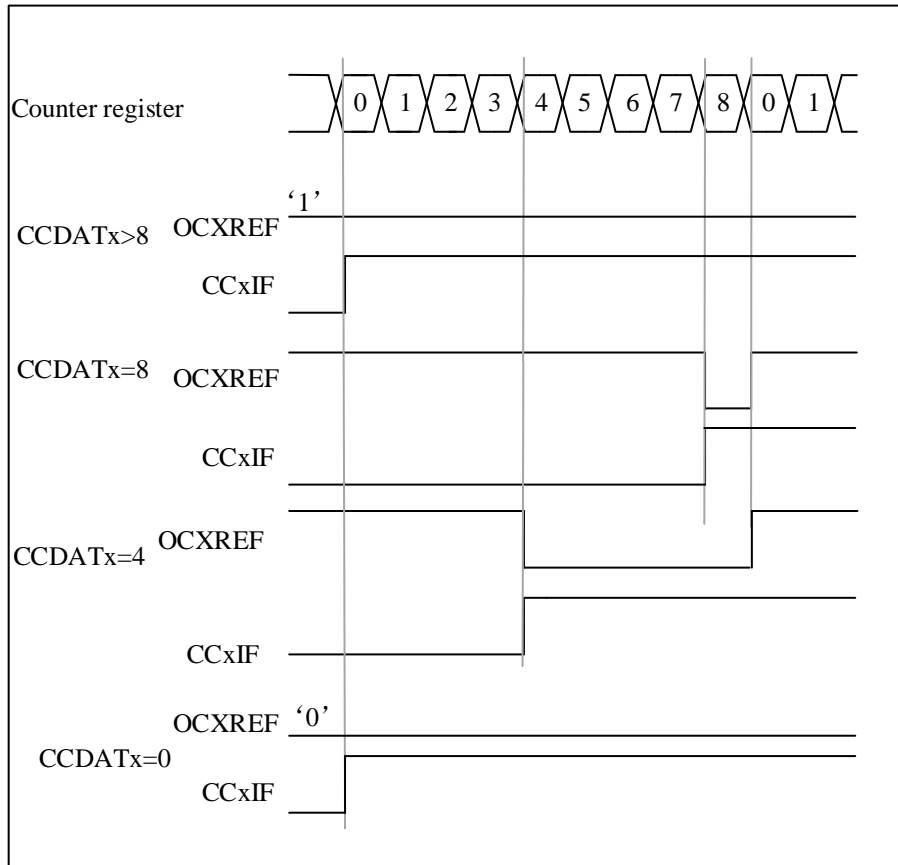 Counter register 0 1 2 3 4 5 6 7 8 0 1
‘1’
CCDATx>8 OCXREF
CCxIF
CCDATx=8 OCXREF
CCxIF
CCDATx=4 OCXREF
CCxIF
OCXREF ‘0’
CCDATx=0
CCxIF